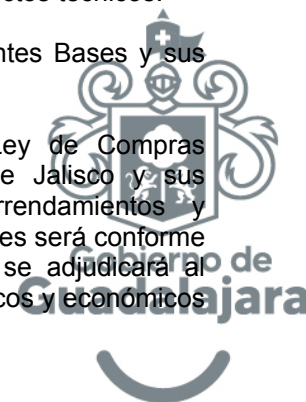 ntes Bases y sus
ey de Compras
e Jalisco y sus
rrendamientos y
es será conforme
se adjudicará al
cos y económicos
Gobierno de
Guadalajara